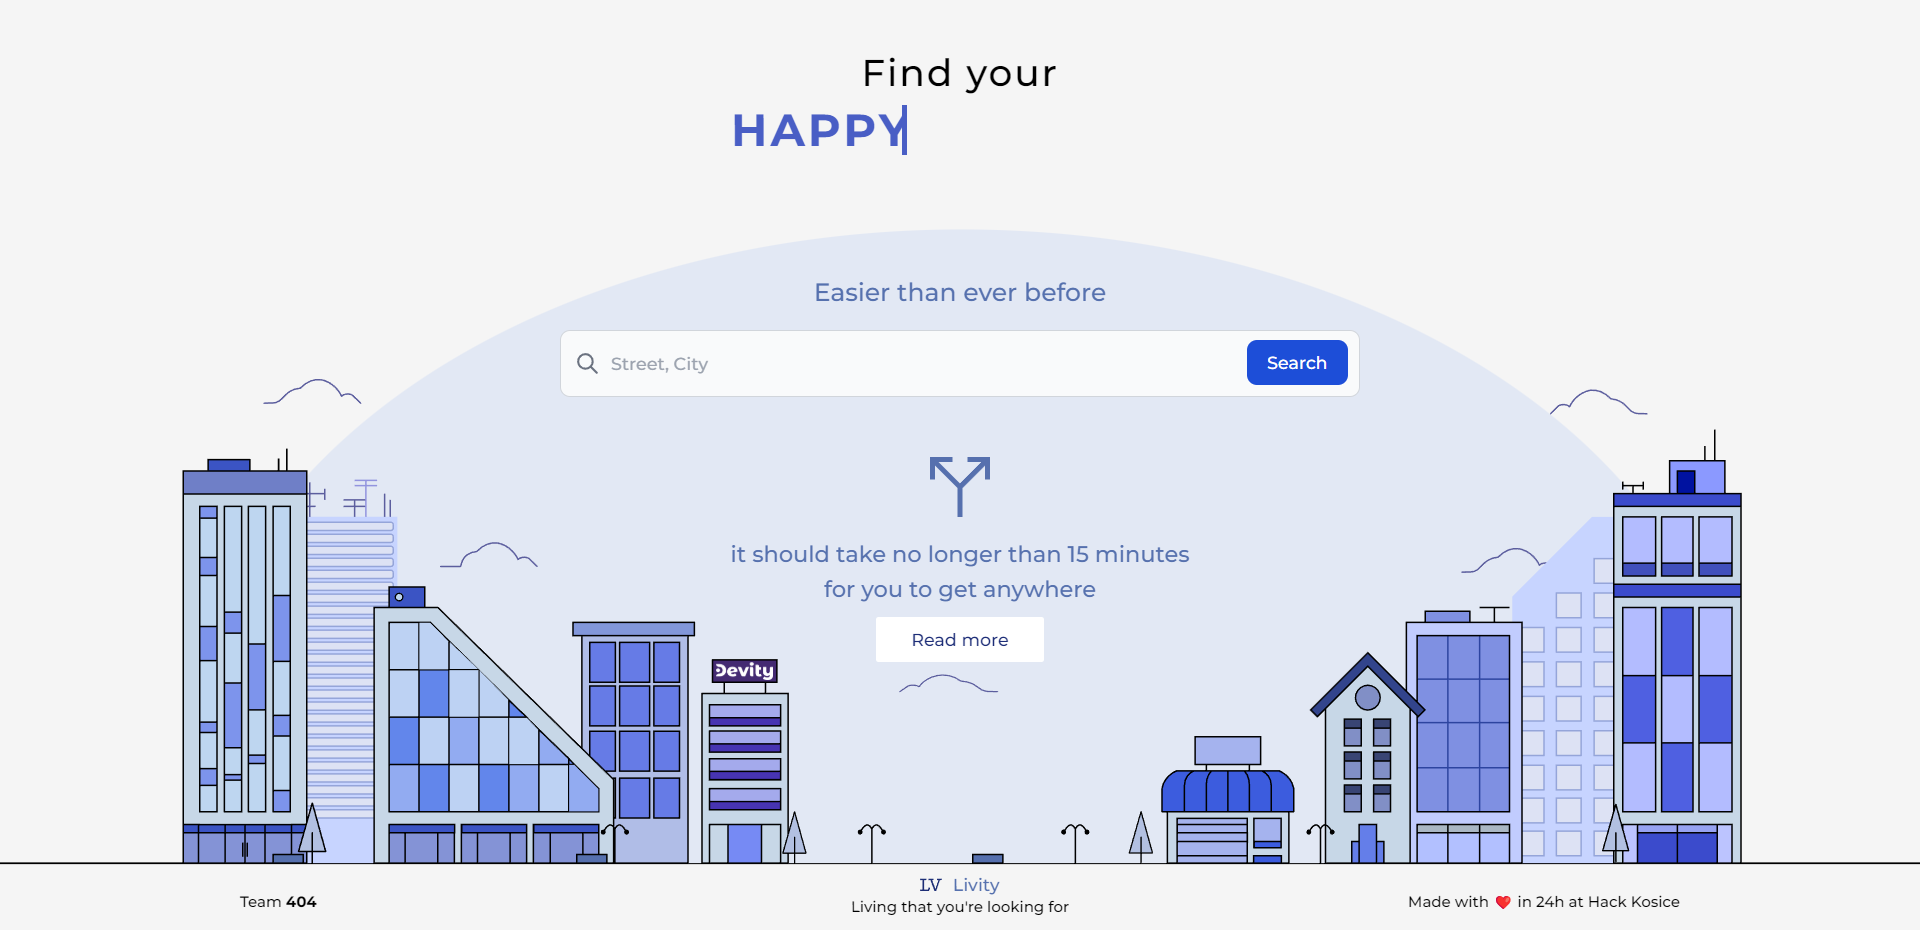 Find your
HAPPY
Easier than ever before
Street, City
Search
it should take no longer than 15 minutes
for you to get anywhere
Read more
Devity
LV Livity
Living that you're looking for
Team 404
Made with ❤️ in 24h at Hack Kosice